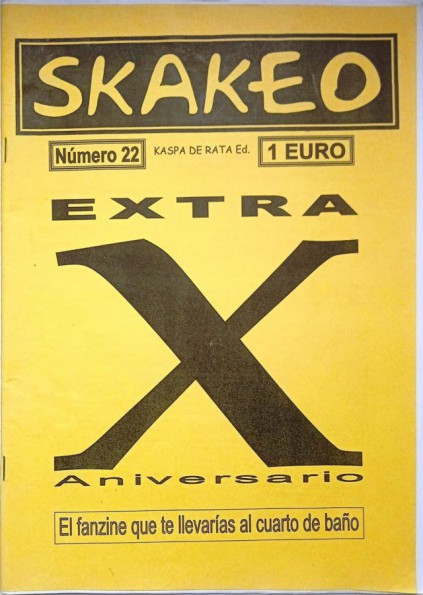 SKAKEO
Número 22 KASPA DE RATA Ed. 1 EURO
EXTRA
X
Aniversario
El fanzine que te llevarías al cuarto de baño